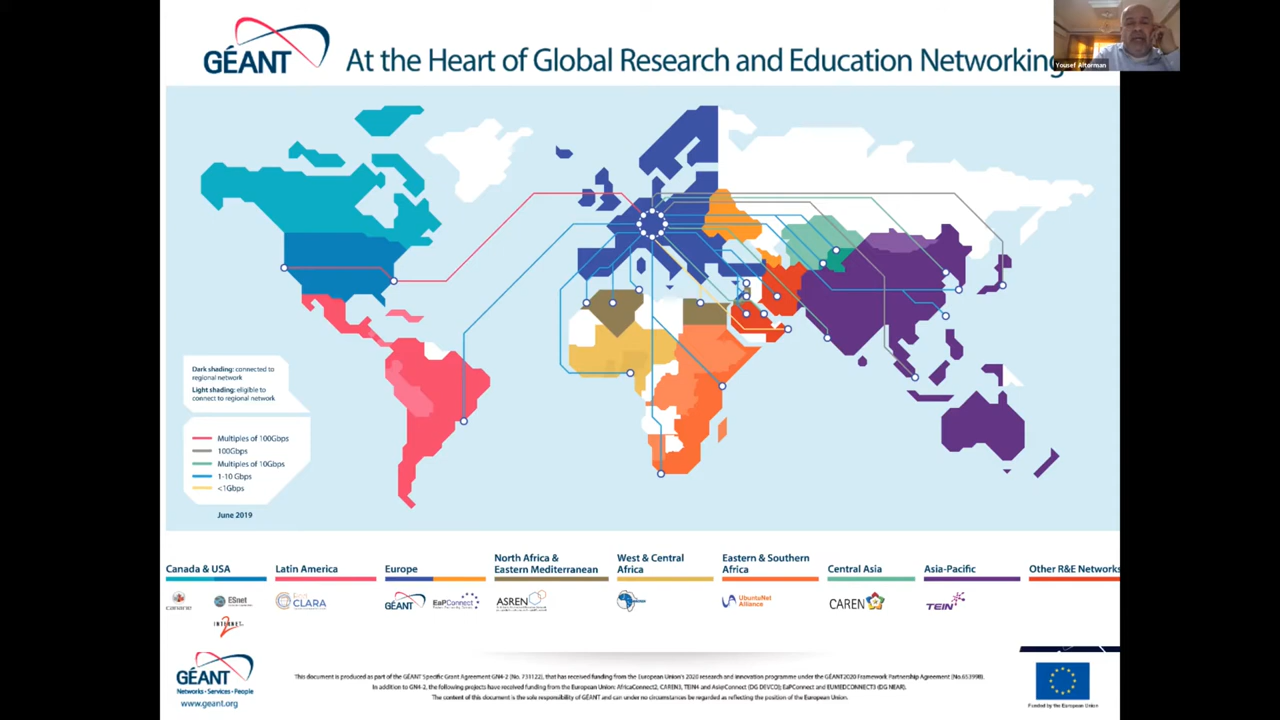 GÉANT
At the Heart of Global Research and Education Networking
Yousef Altorman
Dark shading: connected to
regional network
Light shading: eligible to
connect to regional network
Multiples of 100Gbps
100Gbps
Multiples of 10Gbps
1-10 Gbps
<1Gbps
June 2019
Canada & USA
Latin America
Europe
North Africa &
Eastern Mediterranean
West & Central
Africa
Eastern & Southern
Africa
Central Asia
Asia-Pacific
Other R&E Networks
canarie
ESnet
INTERNET
2
CLARA
GÉANT
EaPConnect
ASREN
UbuntuNet
Alliance
CAREN
TEIN
GÉANT
Networks • Services • People
www.geant.org
This document is produced as part of the GÉANT Specific Grant Agreement GN4-2 (No. 731122), that has received funding from the European Union's 2020 research and innovation programme under the GÉANT2020 Framework Partnership Agreement (No.653998).
In addition to GN4-2, the following projects have received funding from the European Union: AfricaConnect2, CAREN3, TEIN4 and Asi@Connect (DG DEVCO); EaPConnect and EUMEDCONNECT3 (DG NEAR).
The content of this document is the sole responsibility of GÉANT and can under no circumstances be regarded as reflecting the position of the European Union.
Funded by the European Union